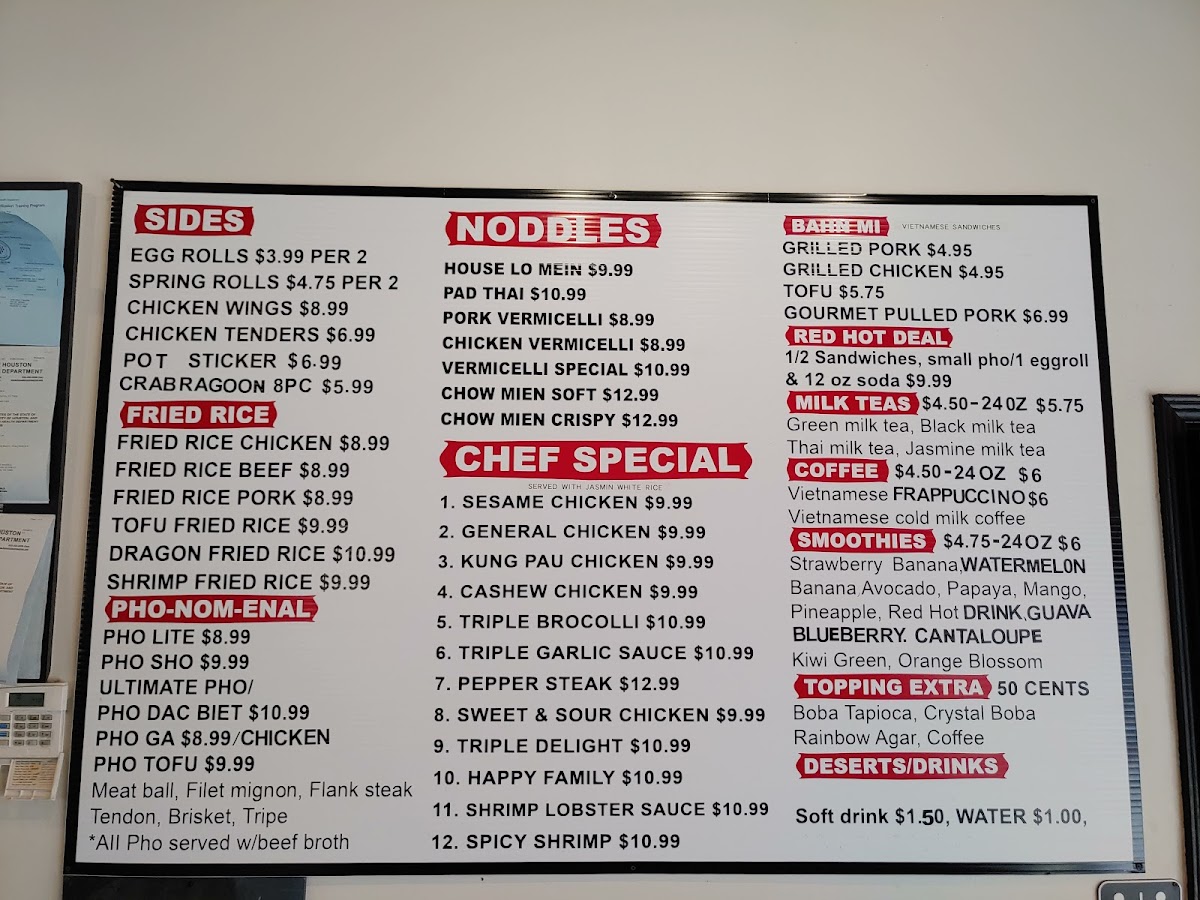 SIDES
EGG ROLLS $3.99 PER 2
SPRING ROLLS $4.75 PER 2
CHICKEN WINGS $8.99
CHICKEN TENDERS $6.99
POT STICKER $6.99
CRABRAGOON 8PC $5.99
FRIED RICE
FRIED RICE CHICKEN $8.99
FRIED RICE BEEF $8.99
FRIED RICE PORK $8.99
TOFU FRIED RICE $9.99
DRAGON FRIED RICE $10.99
SHRIMP FRIED RICE $9.99
PHO-NOM-ENAL
PHO LITE $8.99
PHO SHO $9.99
ULTIMATE PHO/
PHO DAC BIET $10.99
PHO GA $8.99/CHICKEN
PHO TOFU $9.99
Meat ball, Filet mignon, Flank steak
Tendon, Brisket, Tripe
*All Pho served w/beef broth
NODDLES
HOUSE LO MEIN $9.99
PAD THAI $10.99
PORK VERMICELLI $8.99
CHICKEN VERMICELLI $8.99
VERMICELLI SPECIAL $10.99
CHOW MIEN SOFT $12.99
CHOW MIEN CRISPY $12.99
CHEF SPECIAL
SERVED WITH JASMIN WHITE RICE
1. SESAME CHICKEN $9.99
2. GENERAL CHICKEN $9.99
3. KUNG PAU CHICKEN $9.99
4. CASHEW CHICKEN $9.99
5. TRIPLE BROCOLLI $10.99
6. TRIPLE GARLIC SAUCE $10.99
7. PEPPER STEAK $12.99
8. SWEET & SOUR CHICKEN $9.99
9. TRIPLE DELIGHT $10.99
10. HAPPY FAMILY $10.99
11. SHRIMP LOBSTER SAUCE $10.99
12. SPICY SHRIMP $10.99
BAHN MI VIETNAMESE SANDWICHES
GRILLED PORK $4.95
GRILLED CHICKEN $4.95
TOFU $5.75
GOURMET PULLED PORK $6.99
RED HOT DEAL
1/2 Sandwiches, small pho/1 eggroll
& 12 oz soda $9.99
MILK TEAS $4.50-24OZ $5.75
Green milk tea, Black milk tea
Thai milk tea, Jasmine milk tea
COFFEE $4.50-24OZ $6
Vietnamese FRAPPUCCINO $6
Vietnamese cold milk coffee
SMOOTHIES $4.75-24OZ $6
Strawberry Banana, WATERMELON
Banana Avocado, Papaya, Mango,
Pineapple, Red Hot DRINK, GUAVA
BLUEBERRY. CANTALOUPE
Kiwi Green, Orange Blossom
TOPPING EXTRA 50 CENTS
Boba Tapioca, Crystal Boba
Rainbow Agar, Coffee
DESERTS/DRINKS
Soft drink $1.50, WATER $1.00,